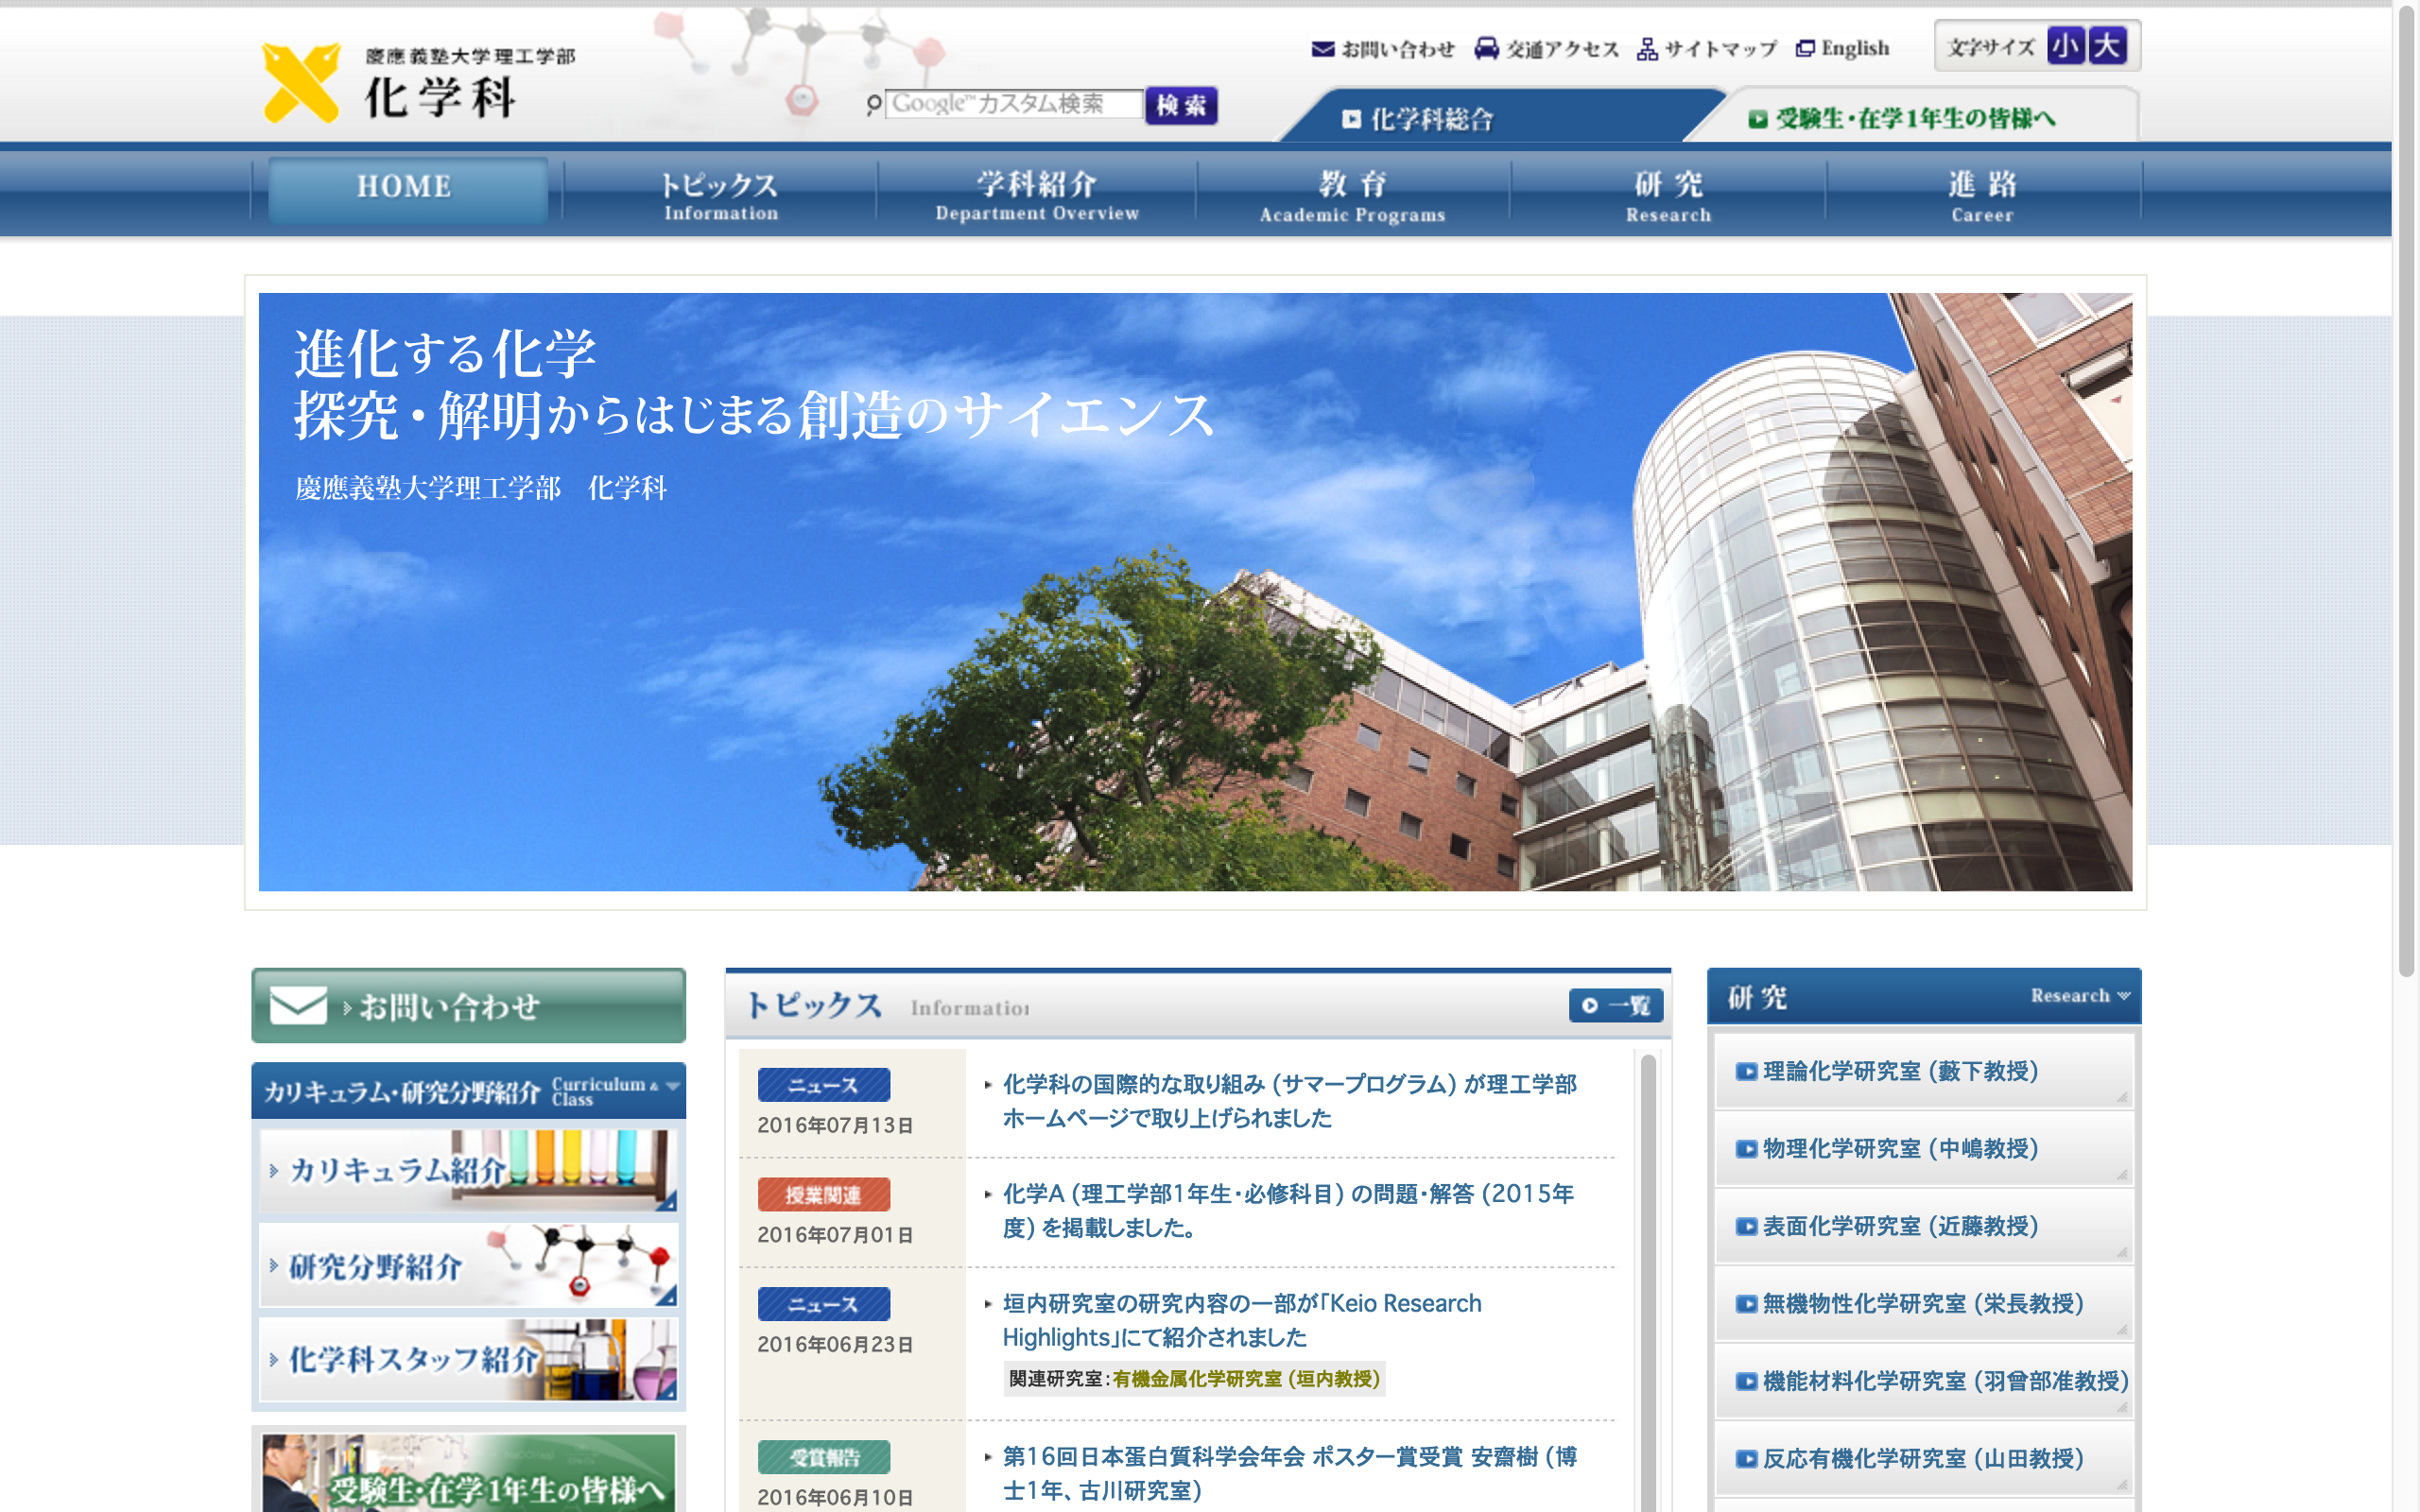 慶應義塾大学理工学部
化学科
お問い合わせ 交通アクセス サイトマップ English 文字サイズ 小 大
Google™カスタム検索 検索
化学科総合 受験生・在学1年生の皆様へ
HOME
トピックス
Information
学科紹介
Department Overview
教育
Academic Programs
研究
Research
進路
Career
進化する化学
探究・解明からはじまる創造のサイエンス
慶應義塾大学理工学部 化学科
お問い合わせ
カリキュラム・研究分野紹介 Curriculum &
Class
カリキュラム紹介
研究分野紹介
化学科スタッフ紹介
受験生・在学1年生の皆様へ
トピックス Information 一覧
ニュース
2016年07月13日
化学科の国際的な取り組み (サマープログラム) が理工学部
ホームページで取り上げられました
授業関連
2016年07月01日
化学A (理工学部1年生・必修科目) の問題・解答 (2015年
度) を掲載しました。
ニュース
2016年06月23日
垣内研究室の研究内容の一部が「Keio Research
Highlights」にて紹介されました
関連研究室：有機金属化学研究室 (垣内教授)
受賞報告
2016年06月10日
第16回日本蛋白質科学会年会 ポスター賞受賞 安齋樹 (博
士1年、古川研究室)
研究 Research
理論化学研究室 (藪下教授)
物理化学研究室 (中嶋教授)
表面化学研究室 (近藤教授)
無機物性化学研究室 (栄長教授)
機能材料化学研究室 (羽曾部准教授)
反応有機化学研究室 (山田教授)